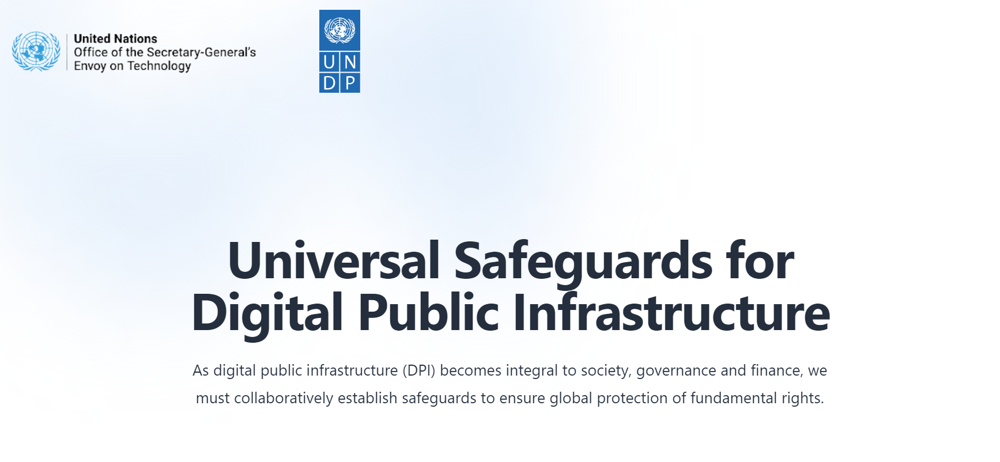 United Nations
Office of the Secretary-General's
Envoy on Technology
U N
D P
Universal Safeguards for
Digital Public Infrastructure
As digital public infrastructure (DPI) becomes integral to society, governance and finance, we
must collaboratively establish safeguards to ensure global protection of fundamental rights.